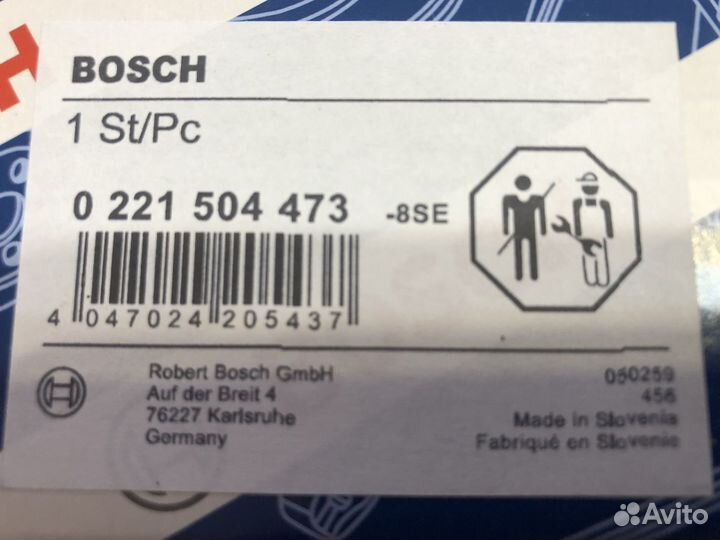 BOSCH
1 St/Pc
0 221 504 473 -8SE
4 047024 205437
Robert Bosch GmbH
Auf der Breit 4
76227 Karlsruhe
Germany
060259
456
Made in Slovenia
Fabriqué en Slovenie
Avito